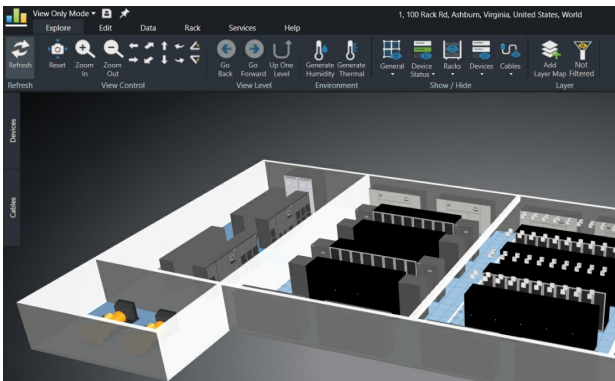 View Only Mode
1, 100 Rack Rd, Ashburn, Virginia, United States, World
Explore Edit Data Rack Services Help
Refresh
Reset
Zoom In
Zoom Out
Go Back
Go Forward
Up One Level
Generate Humidity
Generate Thermal
General
Device Status
Racks
Devices
Cables
Add Layer Map
Not Filtered
Refresh View Control View Level Environment Show / Hide Layer
Devices
Cables